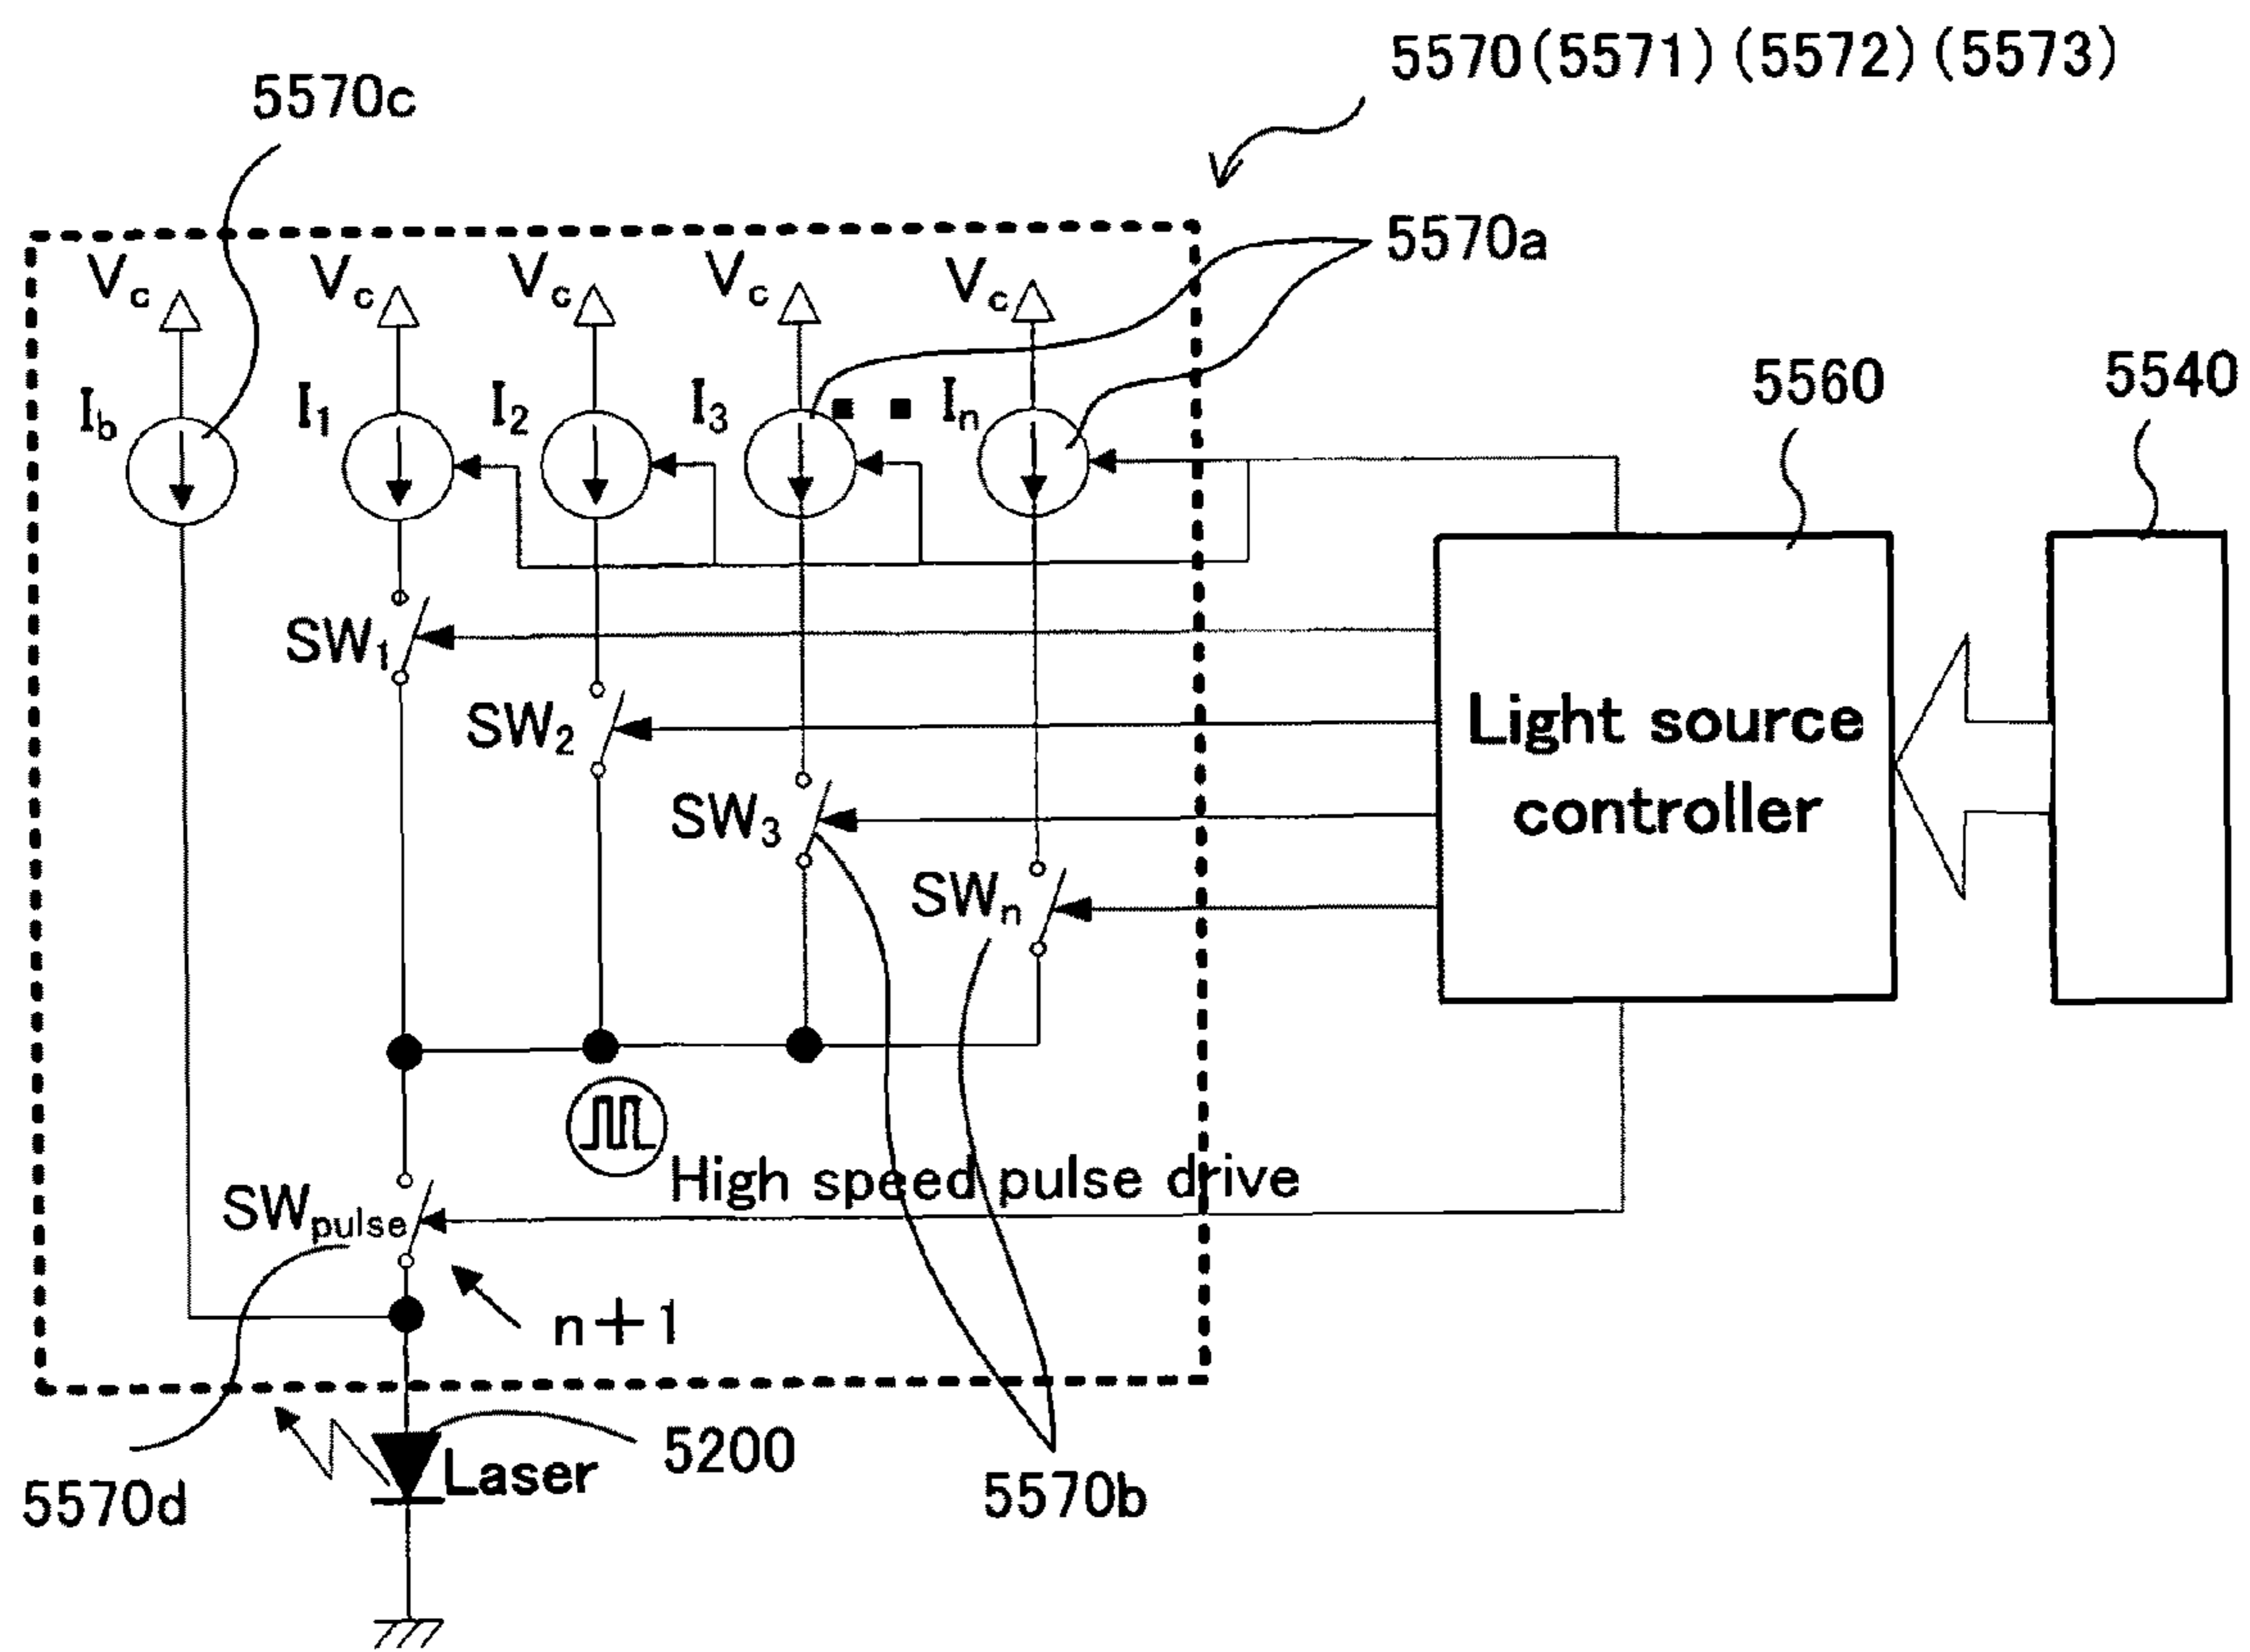 5570(5571)(5572)(5573)
5570c
5570a
Vc Vc Vc Vc Vc
5560
5540
Ib I1 I2 I3 ■ ■ In
SW1
SW2
Light source
controller
SW3
SWn
High speed pulse drive
SWpulse
n+1
5200
Laser
5570d
5570b